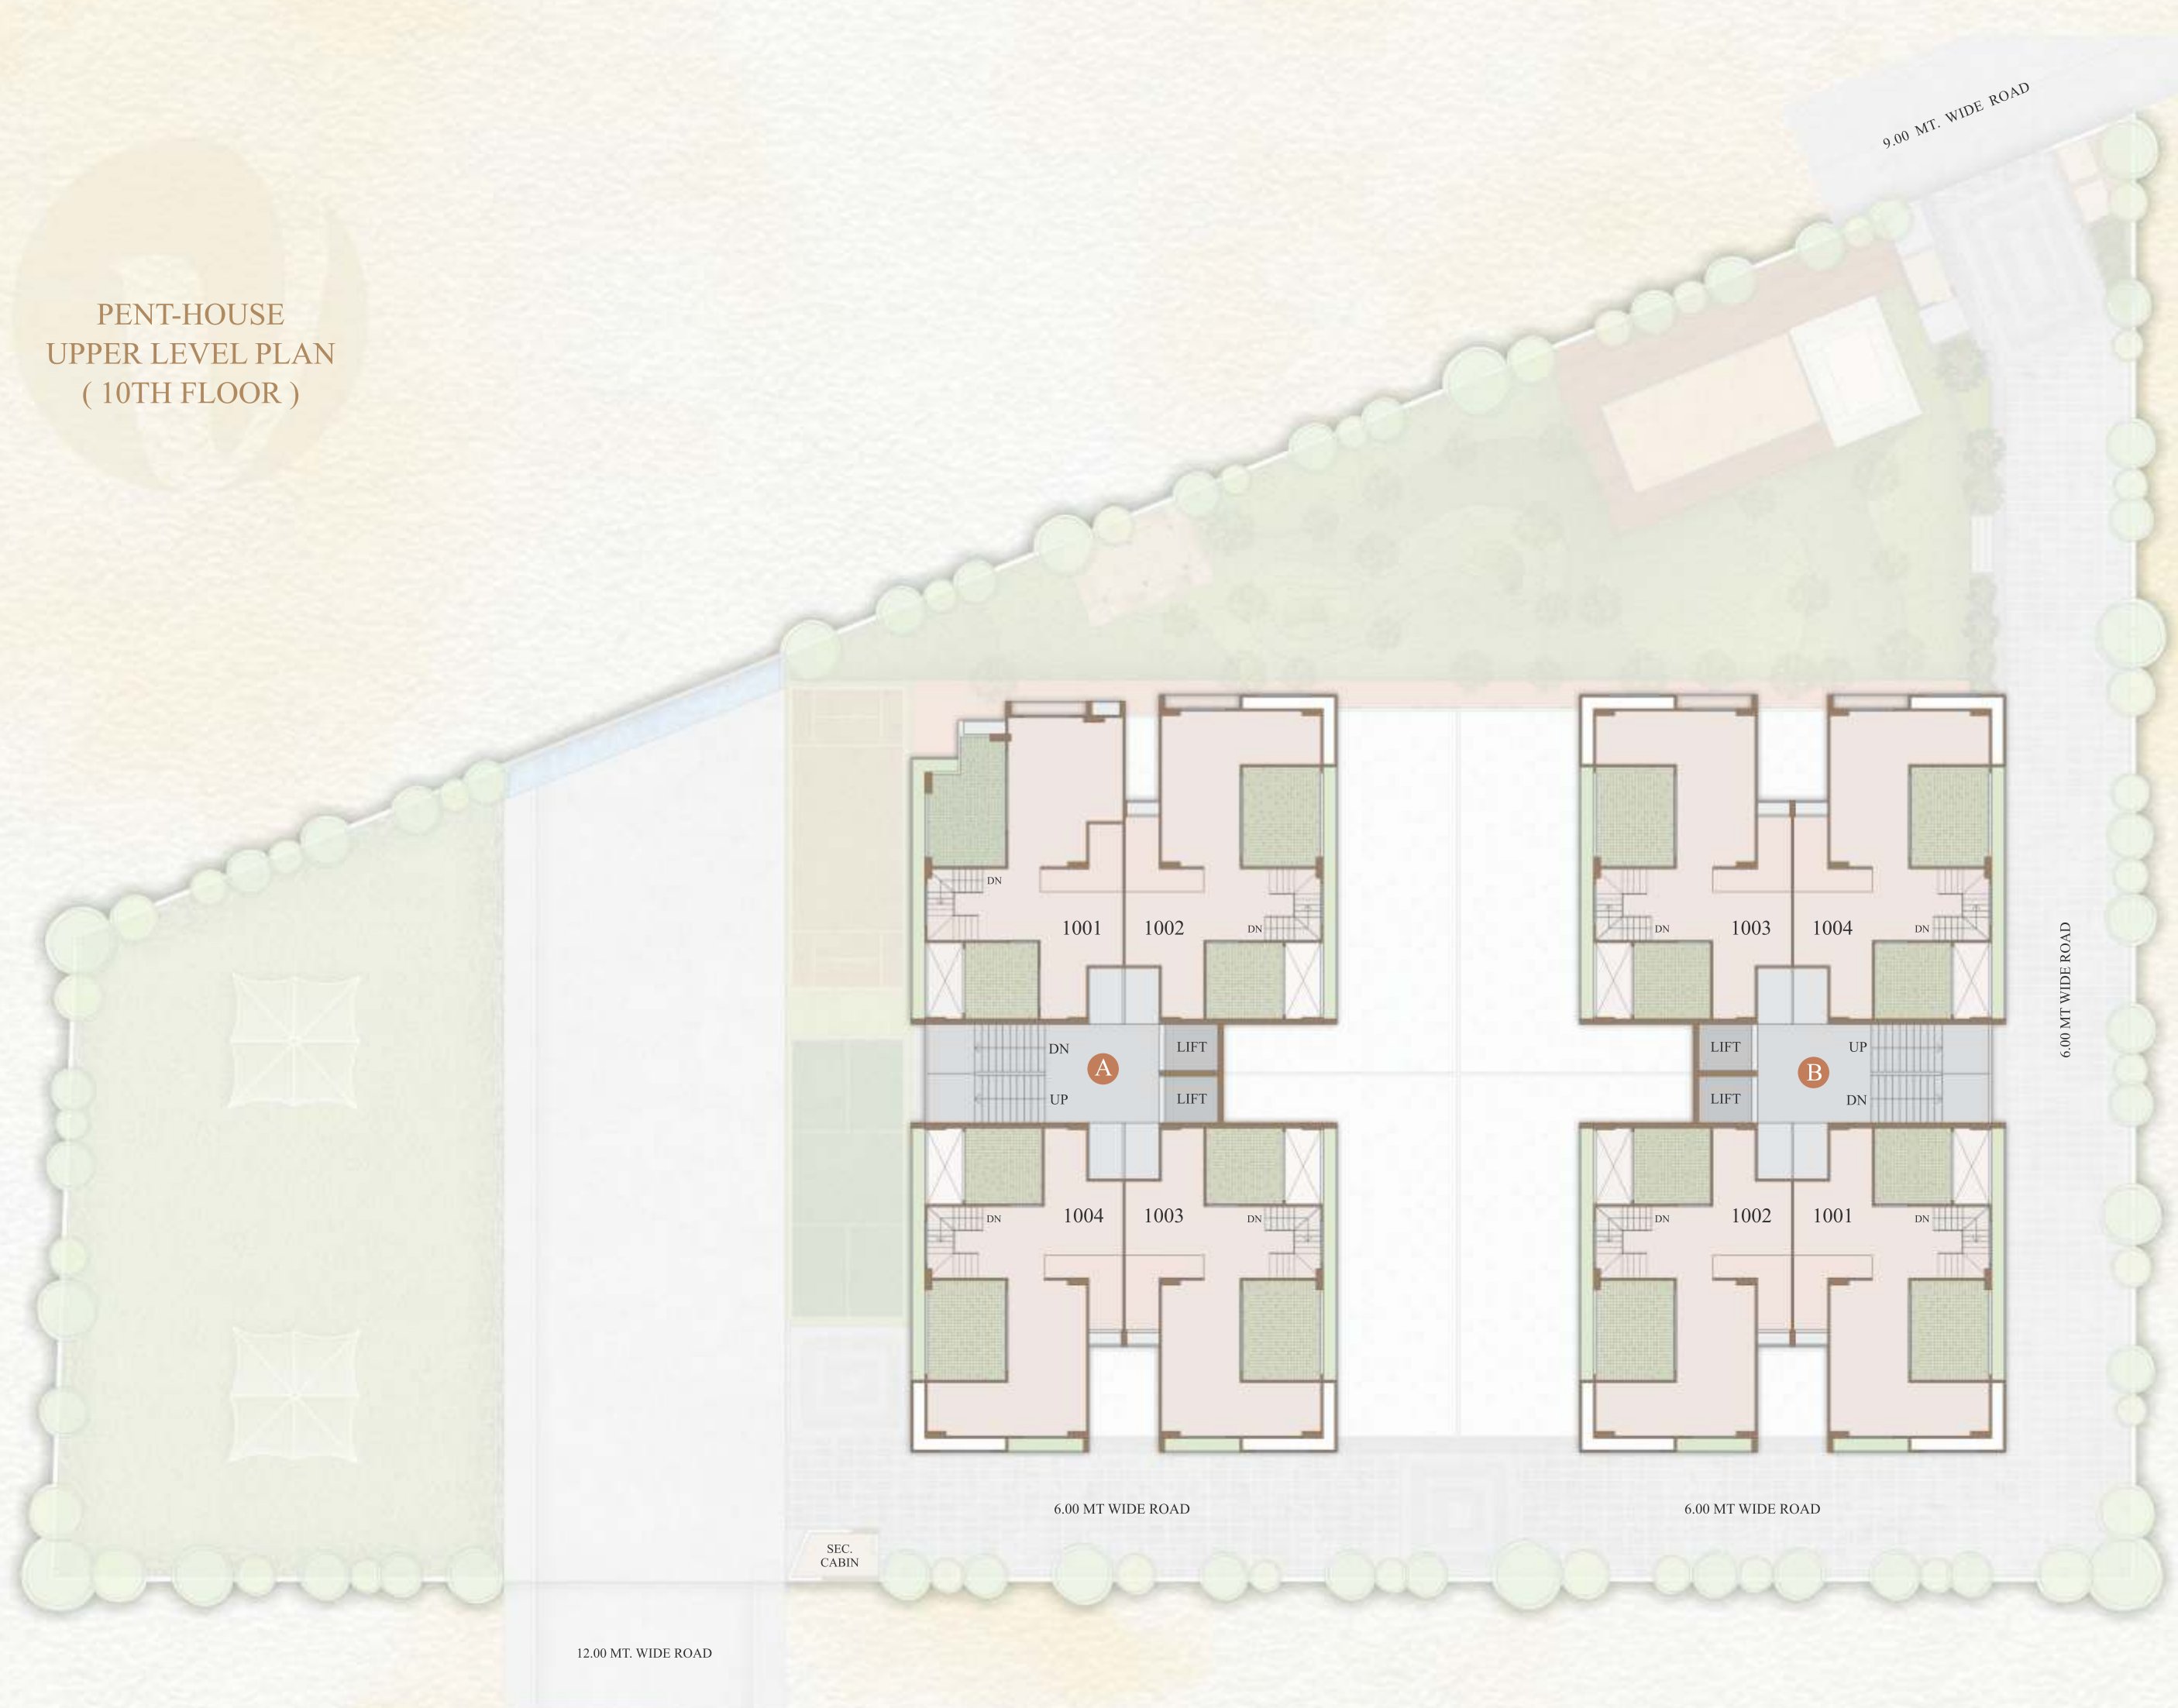 9.00 MT. WIDE ROAD
PENT-HOUSE
UPPER LEVEL PLAN
( 10TH FLOOR )
DN
1001
1002
DN
DN
1003
1004
DN
6.00 MT WIDE ROAD
DN
A
UP
LIFT
LIFT
LIFT
LIFT
B
UP
DN
DN
1004
1003
DN
DN
1002
1001
DN
6.00 MT WIDE ROAD
6.00 MT WIDE ROAD
SEC.
CABIN
12.00 MT. WIDE ROAD